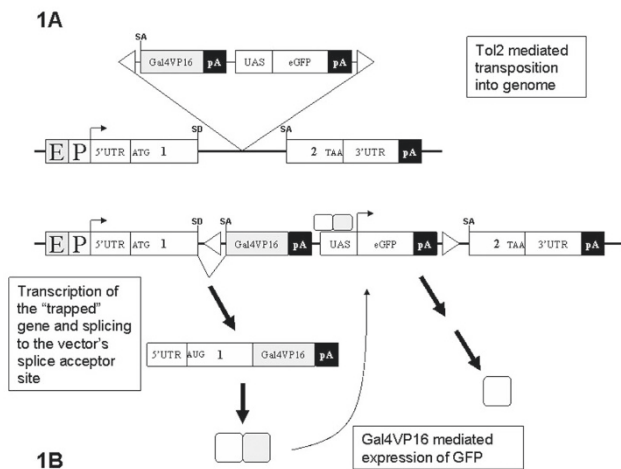 1A
SA
Gal4VP16 pA UAS eGFP pA
Tol2 mediated
transposition
into genome
SD SA
E P 5'UTR ATG 1 2 TAA 3'UTR pA
SD SA SA
E P 5'UTR ATG 1 Gal4VP16 pA UAS eGFP pA 2 TAA 3'UTR pA
Transcription of
the “trapped”
gene and splicing
to the vector’s
splice acceptor
site
5'UTR AUG 1 Gal4VP16 pA
Gal4VP16 mediated
expression of GFP
1B